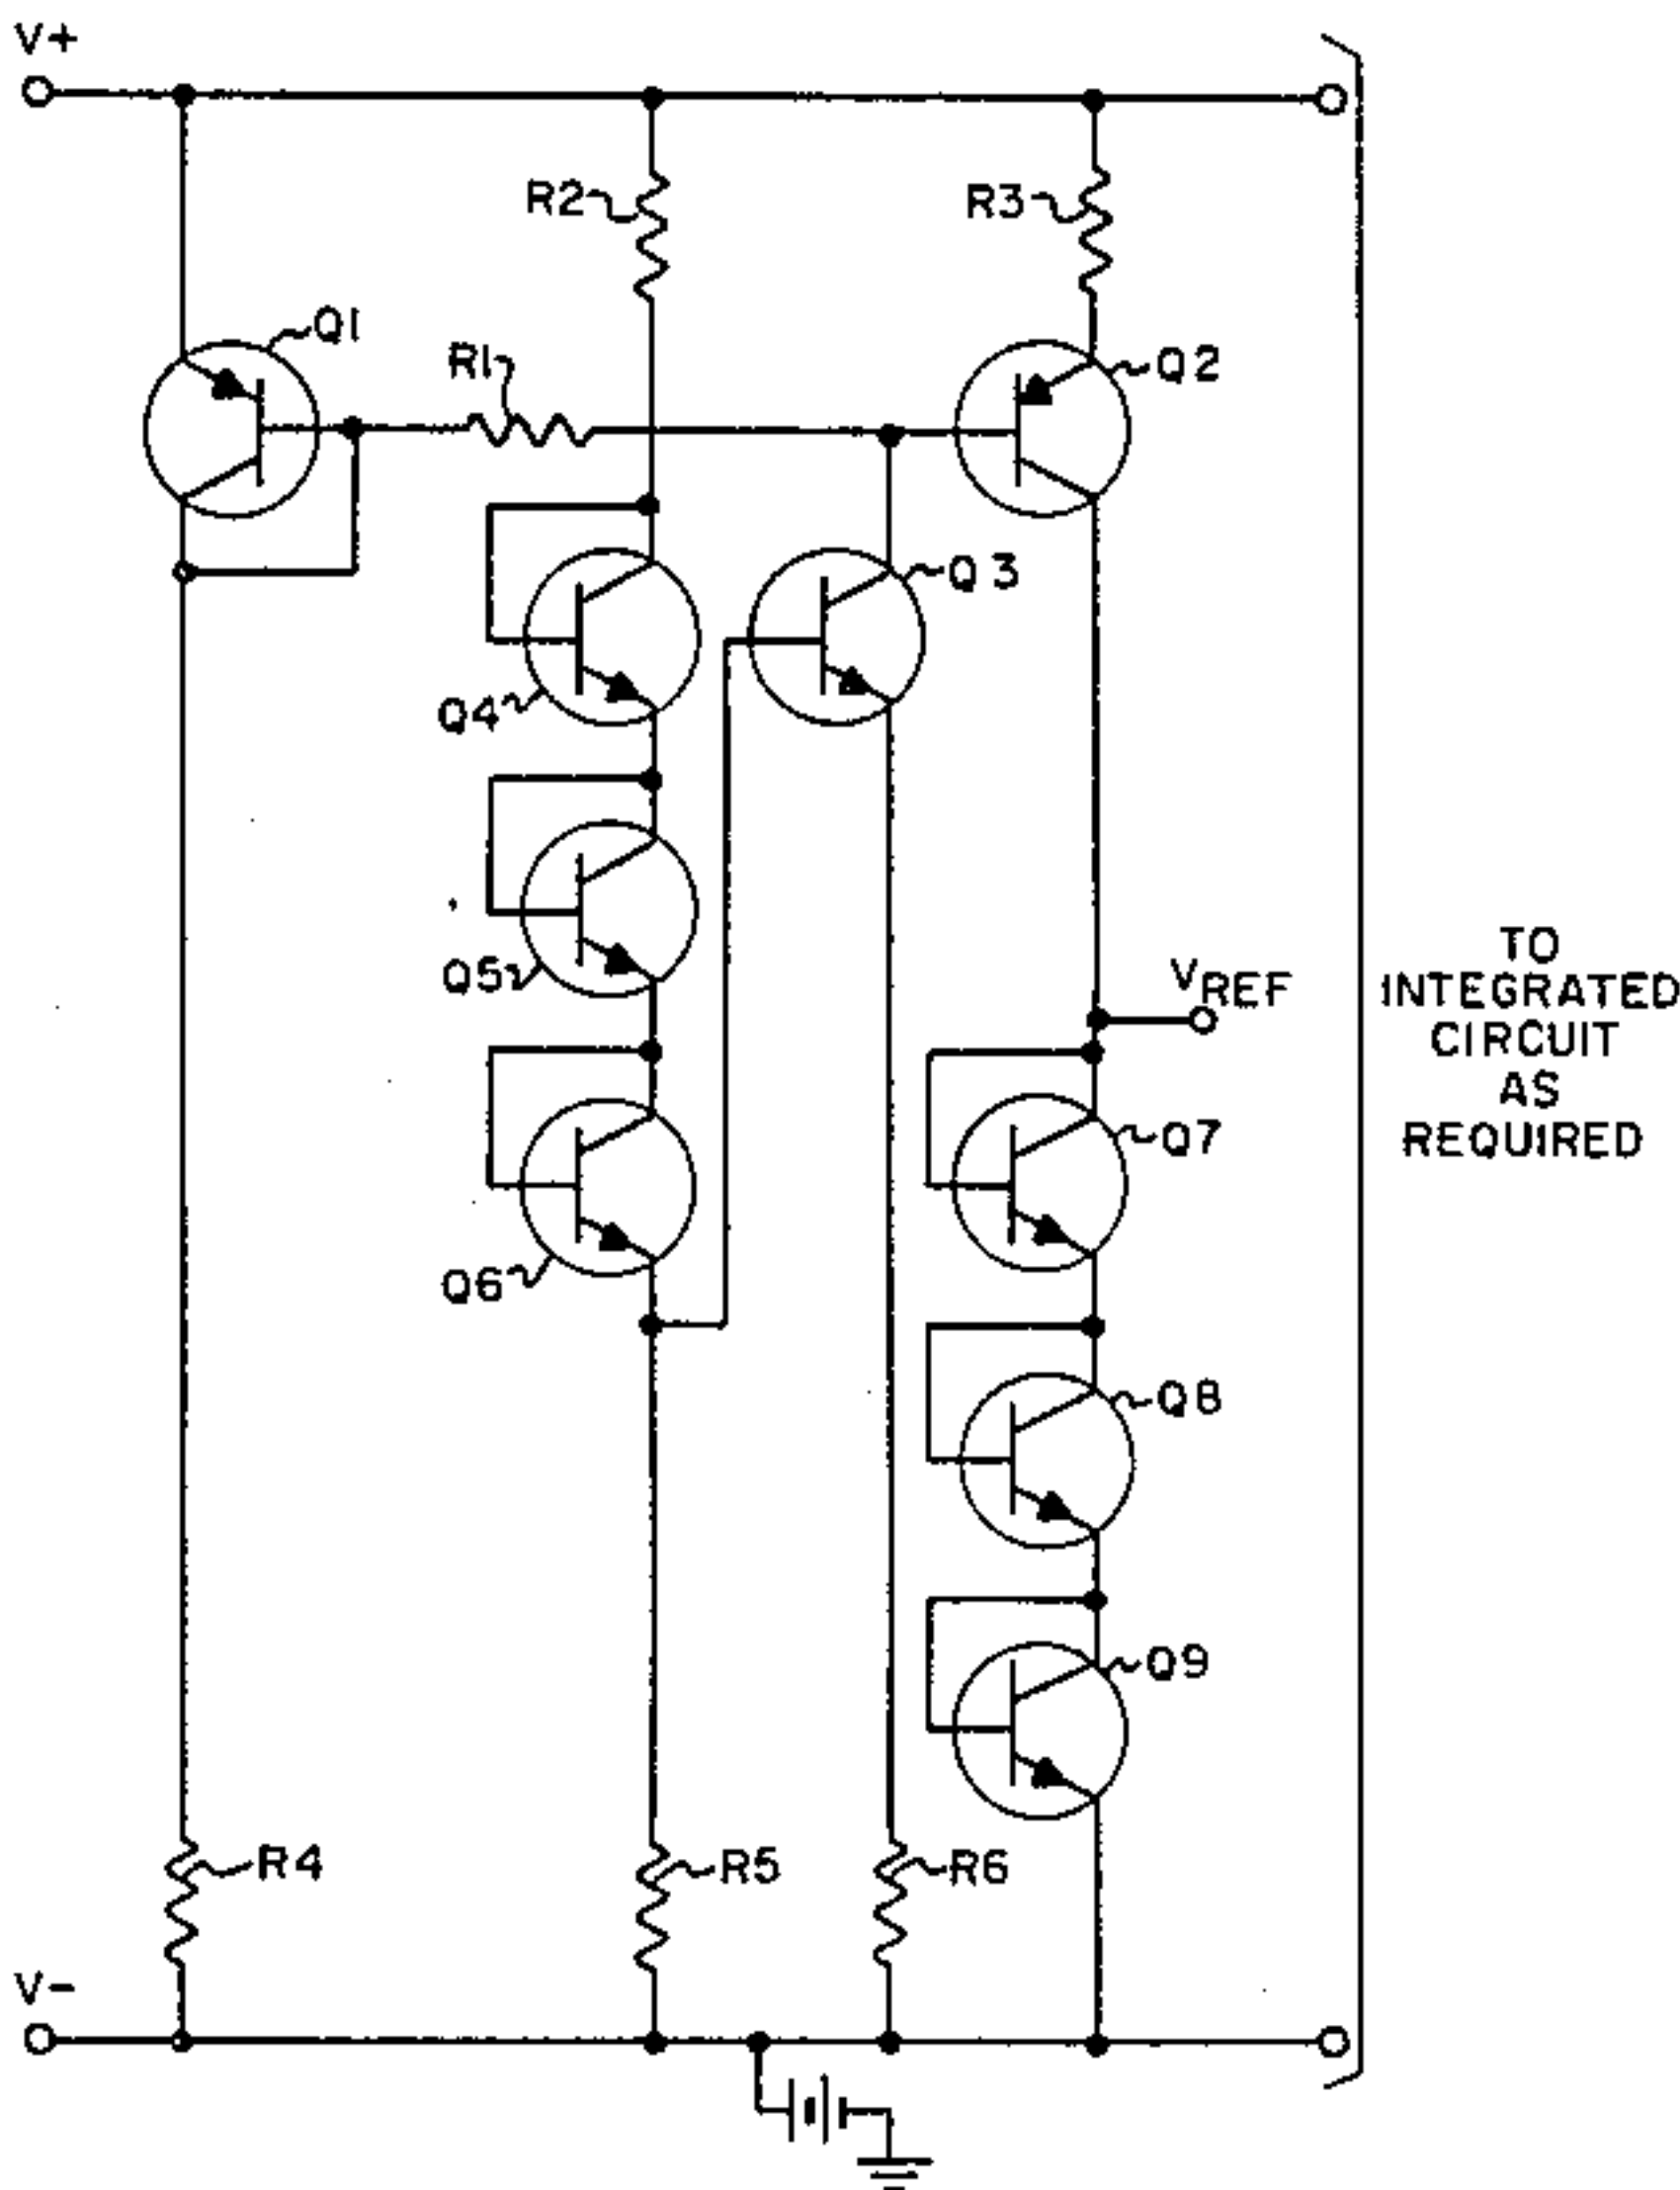 V+
R2
R3
Q1
R1
Q2
Q3
Q4
Q5
VREF
TO
INTEGRATED
CIRCUIT
AS
REQUIRED
Q7
Q6
Q8
Q9
R4
R5
R6
V-